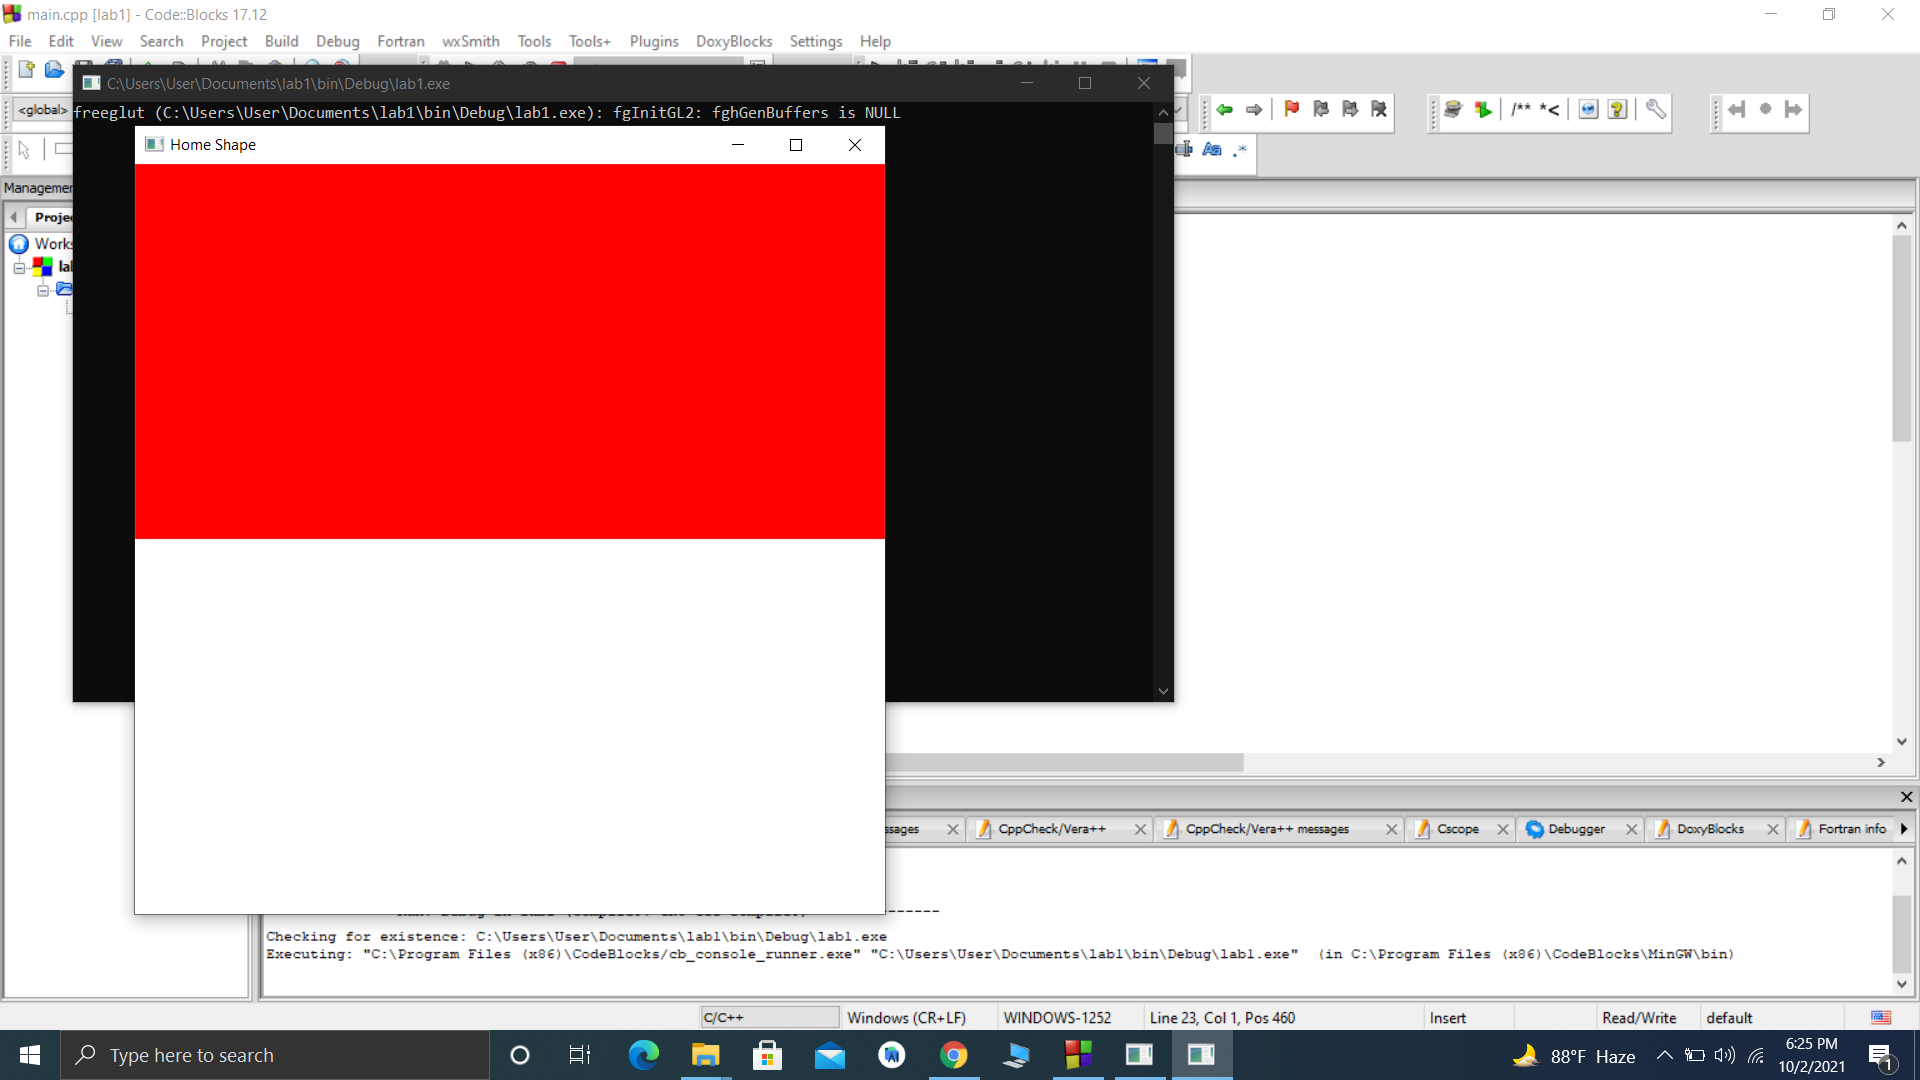 main.cpp [lab1] - Code::Blocks 17.12
File Edit View Search Project Build Debug Fortran wxSmith Tools Tools+ Plugins DoxyBlocks Settings Help
C:\Users\User\Documents\lab1\bin\Debug\lab1.exe
<global>
freeglut (C:\Users\User\Documents\lab1\bin\Debug\lab1.exe): fgInitGL2: fghGenBuffers is NULL
/** *<
Home Shape
Aa .*
Managemen
Projec
Works
lab
ssages CppCheck/Vera++ CppCheck/Vera++ messages Cscope Debugger DoxyBlocks Fortran info
Checking for existence: C:\Users\User\Documents\lab1\bin\Debug\lab1.exe
Executing: "C:\Program Files (x86)\CodeBlocks/cb_console_runner.exe" "C:\Users\User\Documents\lab1\bin\Debug\lab1.exe"  (in C:\Program Files (x86)\CodeBlocks\MinGW\bin)
C/C++ Windows (CR+LF) WINDOWS-1252 Line 23, Col 1, Pos 460 Insert Read/Write default
Type here to search
88°F Haze
6:25 PM
10/2/2021
1